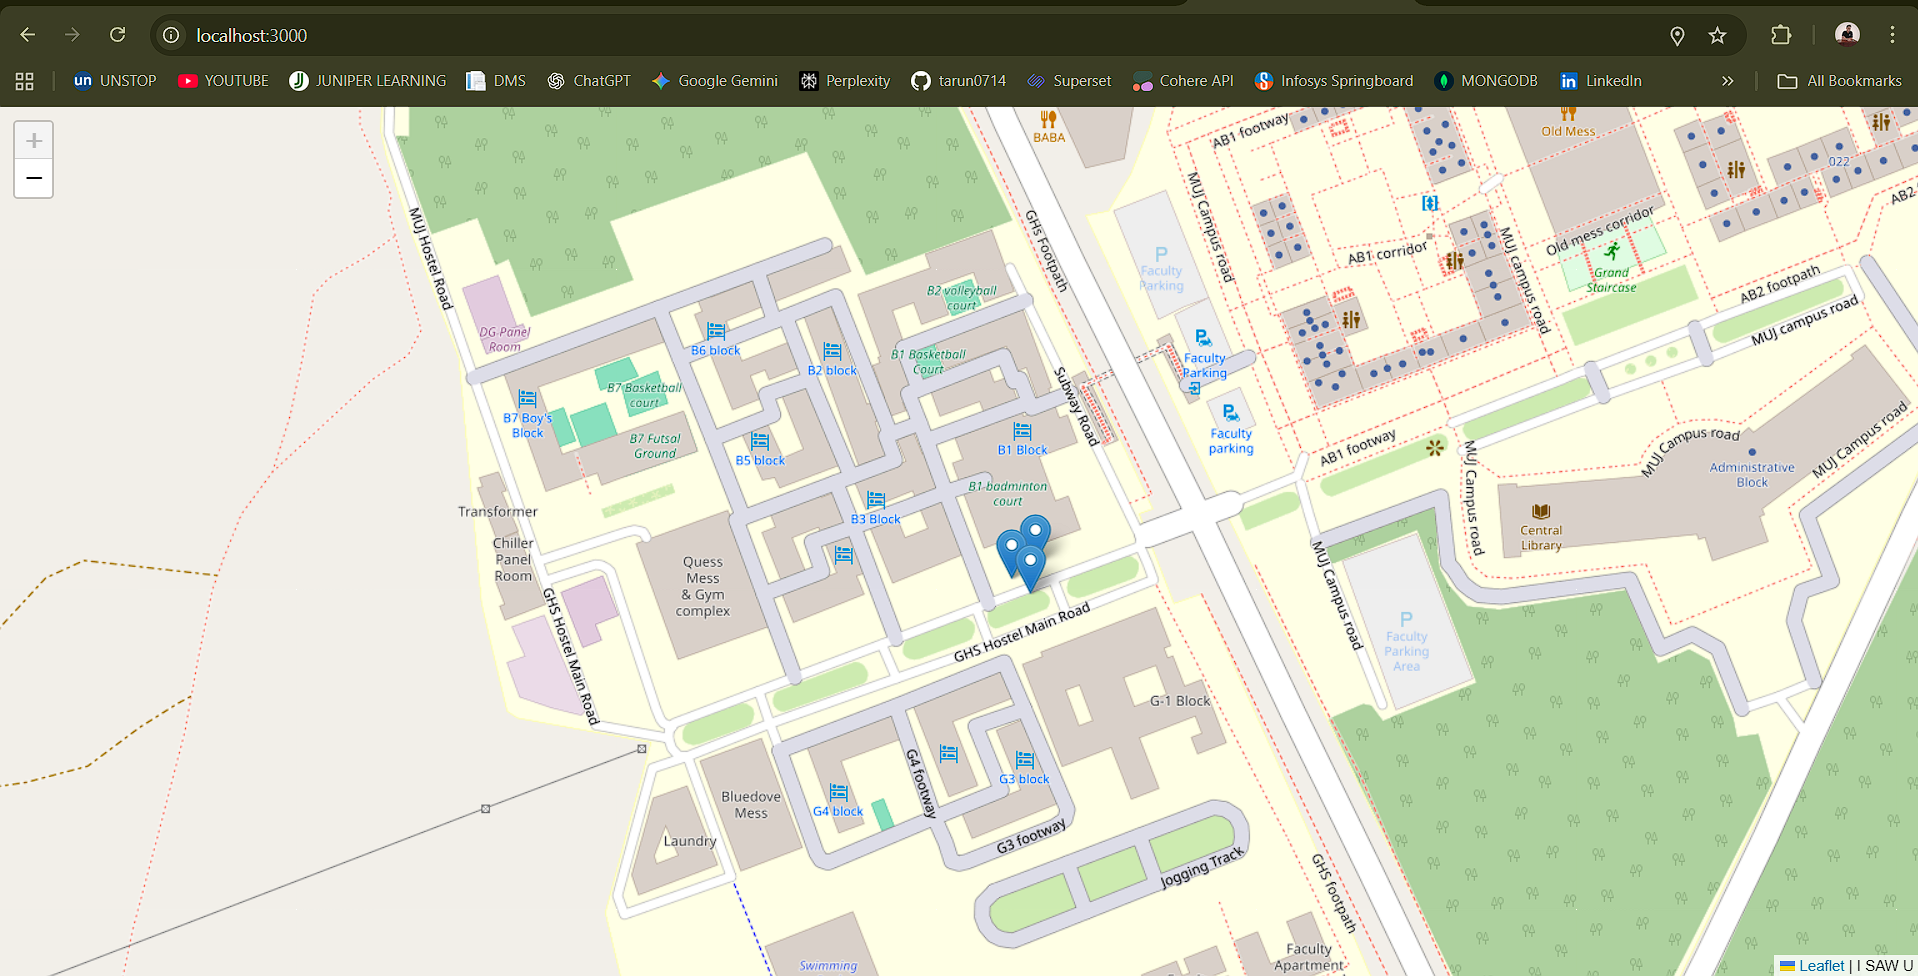 localhost:3000
UNSTOP
YOUTUBE
JUNIPER LEARNING
DMS
ChatGPT
Google Gemini
Perplexity
tarun0714
Superset
Cohere API
Infosys Springboard
MONGODB
LinkedIn
»
All Bookmarks
+
−
BABA
AB1 footway
Old Mess
022
AB2
MUJ Hostel Road
GHs Footpath
MUJ Campus road
Old mess corridor
AB1 corridor
MUJ campus road
P
Faculty
Parking
Grand
Staircase
AB2 footpath
MUJ campus road
B2 volleyball
court
DG Panel
Room
B6 block
B2 block
B1 Basketball
Court
Faculty
Parking
B7 Basketball
court
B7 Boy's
Block
Subway Road
B7 Futsal
Ground
B5 block
B1 Block
Faculty
parking
AB1 footway
MUJ Campus road
MUJ Campus road
MUJ Campus road
Administrative
Block
B1 badminton
court
Transformer
B3 Block
Central
Library
Chiller
Panel
Room
Quess
Mess
& Gym
complex
MUJ Campus road
GHS Hostel Main Road
GHS Hostel Main Road
P
Faculty
Parking
Area
G-1 Block
G4 footway
G3 block
Bluedove
Mess
G4 block
Laundry
G3 footway
Jogging Track
GHS footpath
Faculty
Apartment
Swimming
Leaflet | I SAW U